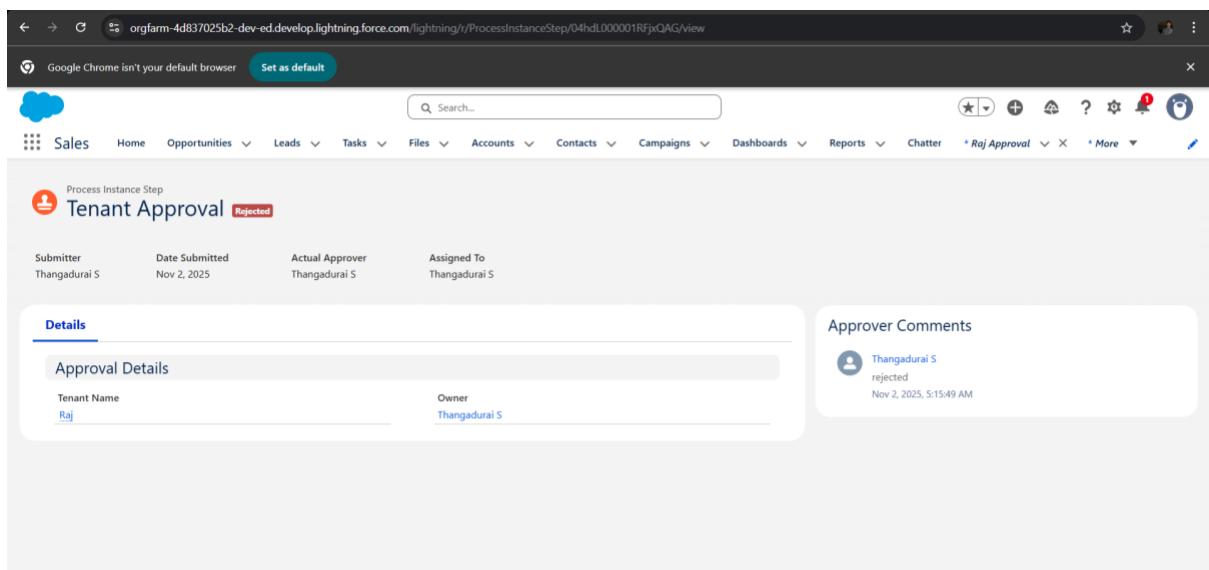 orgfarm-4d837025b2-dev-ed.develop.lightning.force.com/lightning/r/ProcessInstanceStep/04hdL000001RFjxQAG/view
Google Chrome isn't your default browser Set as default
Search...
1
Sales Home Opportunities Leads Tasks Files Accounts Contacts Campaigns Dashboards Reports Chatter * Raj Approval * More
Process Instance Step
Tenant Approval Rejected
Submitter Date Submitted Actual Approver Assigned To
Thangadurai S Nov 2, 2025 Thangadurai S Thangadurai S
Details
Approval Details
Tenant Name Owner
Raj Thangadurai S
Approver Comments
Thangadurai S
rejected
Nov 2, 2025, 5:15:49 AM